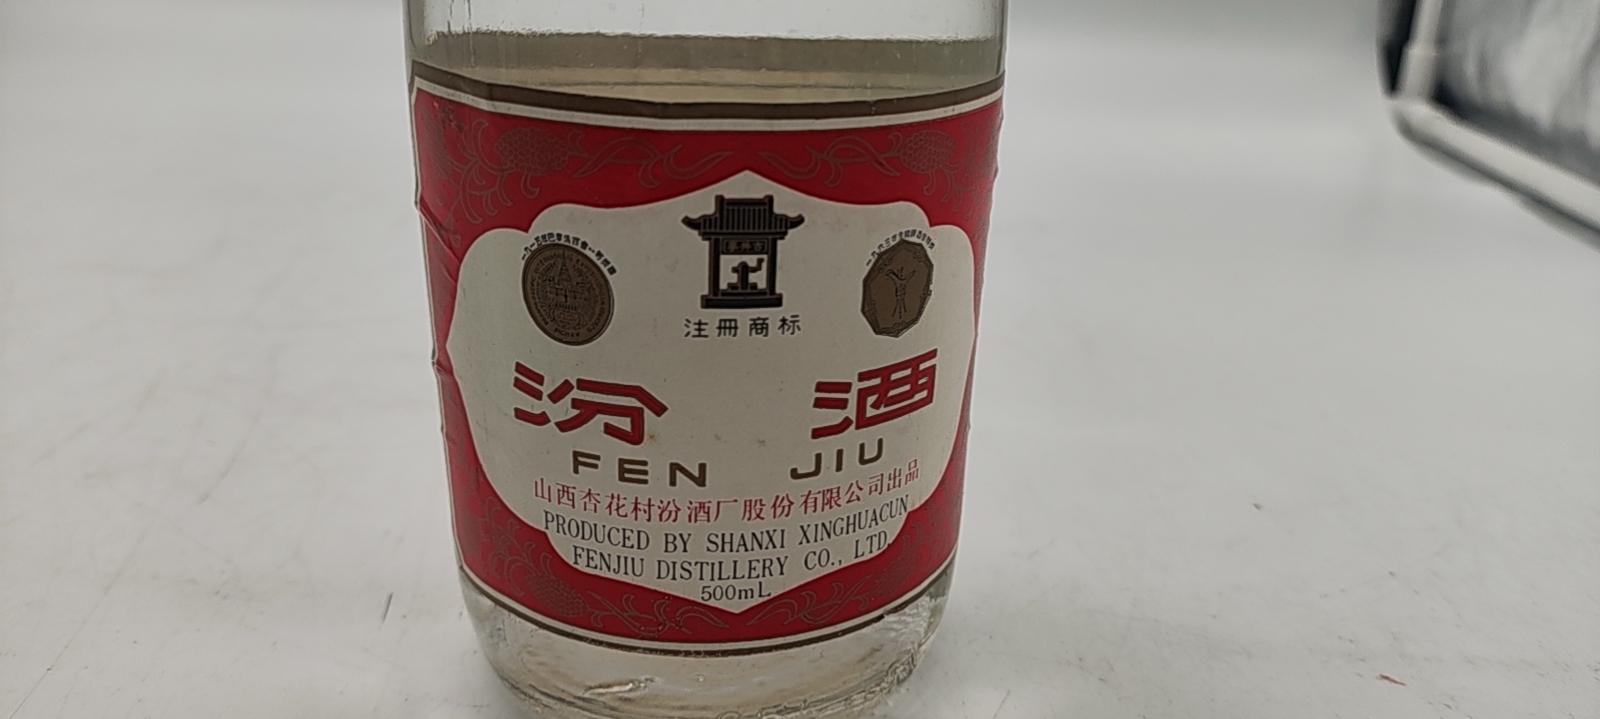 注冊商标
汾酒
FEN JIU
山西杏花村汾酒厂股份有限公司出品
PRODUCED BY SHANXI XINGHUACUN
FENJIU DISTILLERY CO., LTD.
500mL